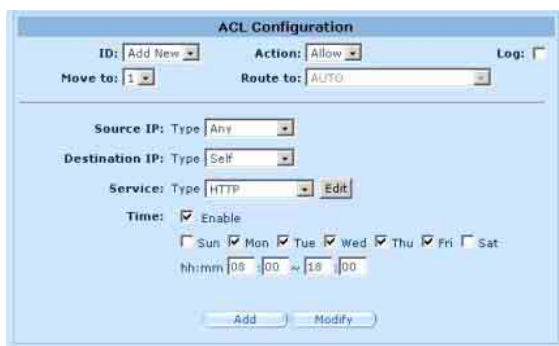 ACL Configuration
ID: Add New Action: Allow Log:
Move to: 1 Route to: AUTO
Source IP: Type Any
Destination IP: Type Self
Service: Type HTTP Edit
Time: Enable
Sun Mon Tue Wed Thu Fri Sat
hh:mm 08 :00 ~ 18 :00
Add Modify